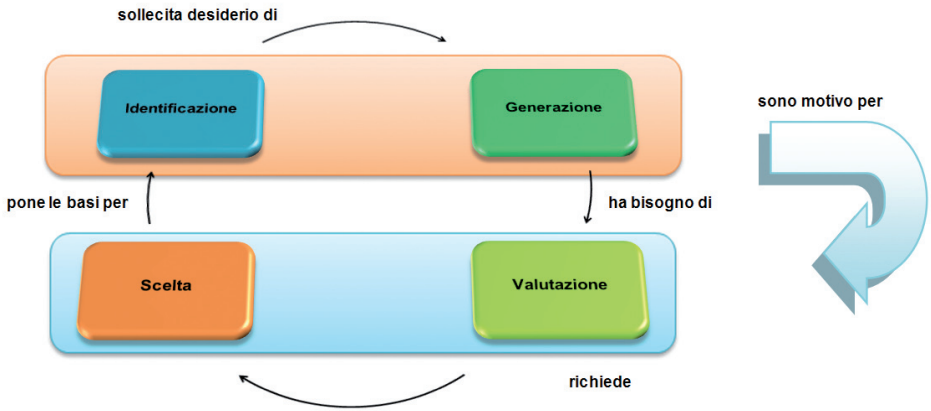 sollecita desiderio di
Identificazione
Generazione
sono motivo per
pone le basi per
ha bisogno di
Scelta
Valutazione
richiede